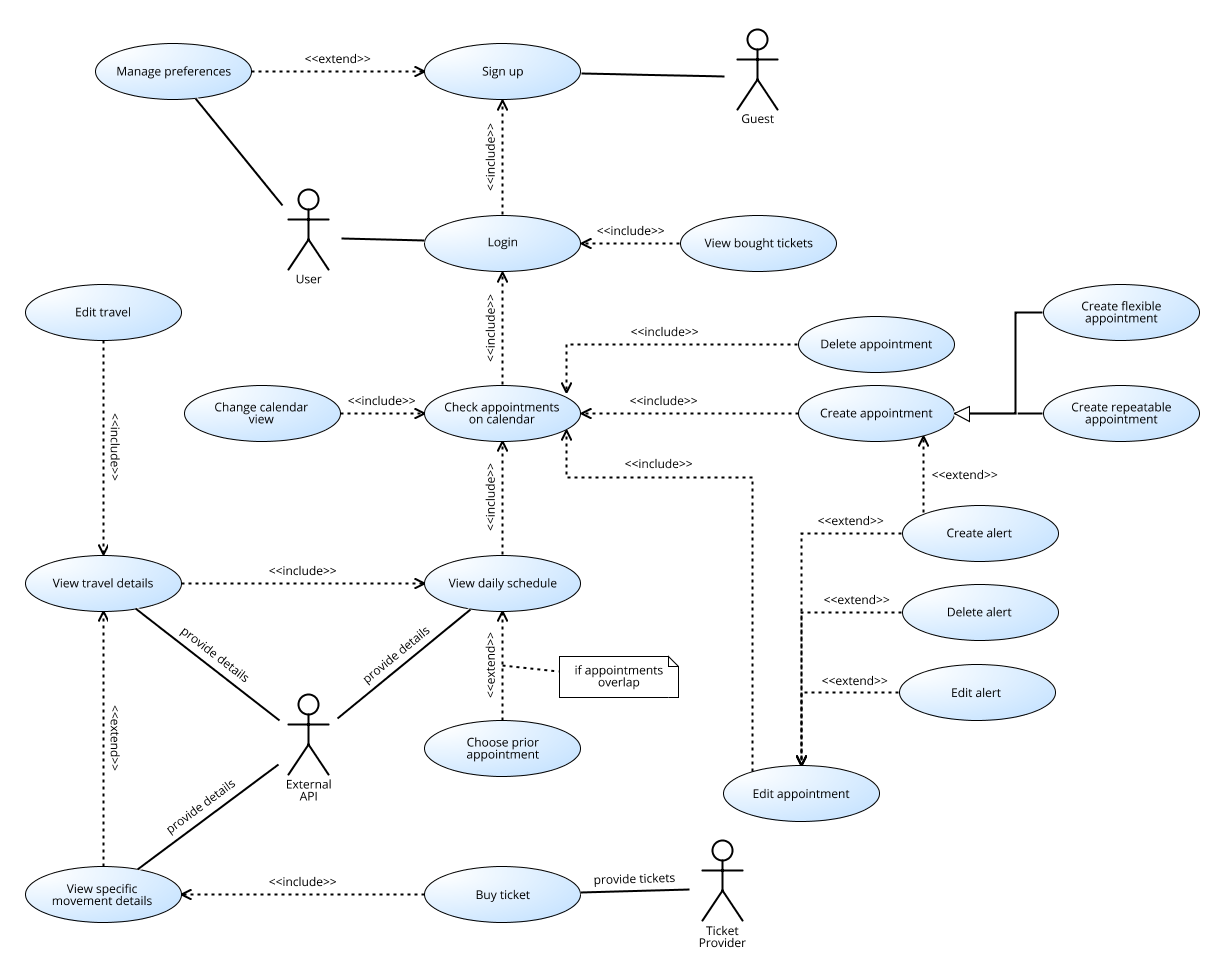 <<extend>>
Manage preferences
Sign up
Guest
<<include>>
User
Login
<<include>>
View bought tickets
Edit travel
<<include>>
Create flexible
appointment
<<include>>
Delete appointment
Change calendar
view
<<include>>
Check appointments
on calendar
<<include>>
Create appointment
Create repeatable
appointment
<<include>>
<<include>>
<<include>>
<<extend>>
<<extend>>
Create alert
View travel details
<<include>>
View daily schedule
<<extend>>
Delete alert
provide details
provide details
<<extend>>
if appointments
overlap
<<extend>>
Edit alert
<<extend>>
Choose prior
appointment
External
API
Edit appointment
provide details
View specific
movement details
<<include>>
Buy ticket
provide tickets
Ticket
Provider